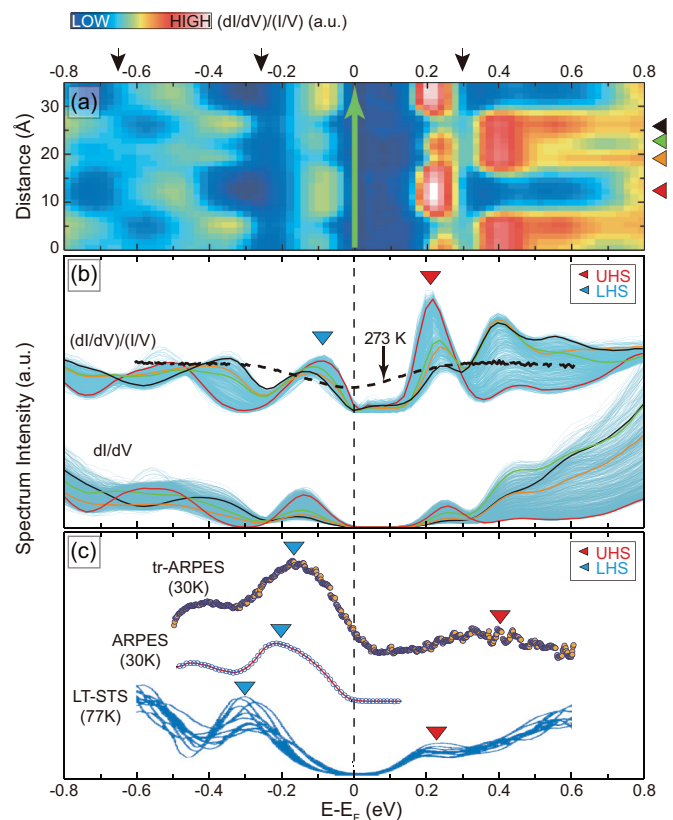 LOW HIGH (dI/dV)/(I/V) (a.u.)
-0.8 -0.6 -0.4 -0.2 0 0.2 0.4 0.6 0.8
(a)
Distance (Å)
30
20
10
0
(b)
UHS
LHS
(dI/dV)/(I/V)
273 K
dI/dV
Spectrum Intensity (a.u.)
(c)
UHS
LHS
tr-ARPES
(30K)
ARPES
(30K)
LT-STS
(77K)
-0.8 -0.6 -0.4 -0.2 0.0 0.2 0.4 0.6 0.8
E-EF (eV)